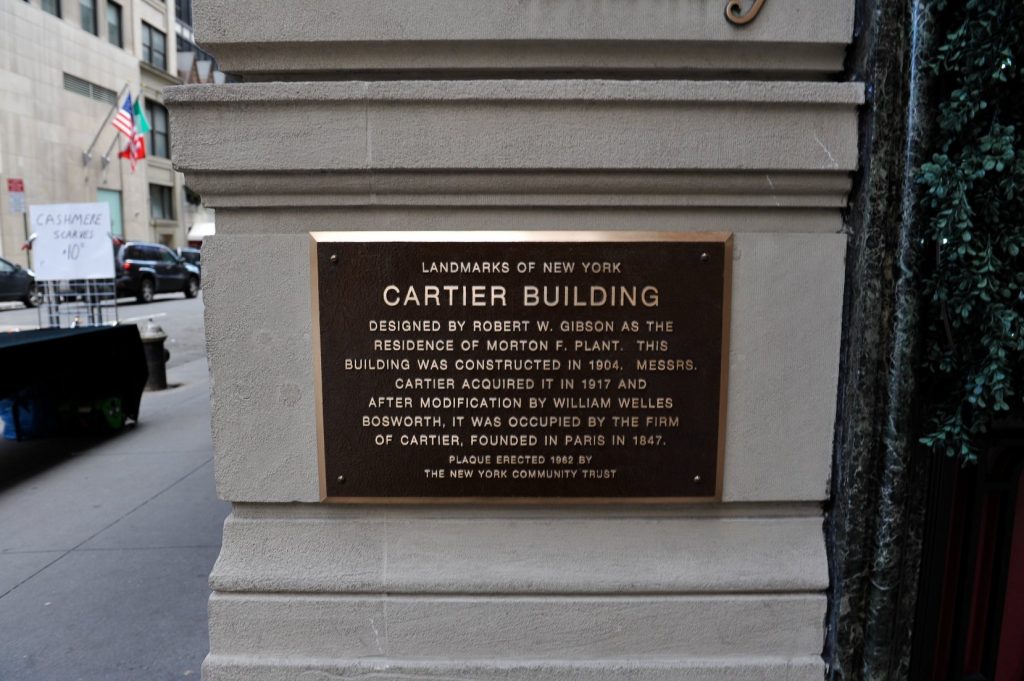 CASHMERE
SCARVES
$10
LANDMARKS OF NEW YORK
CARTIER BUILDING
DESIGNED BY ROBERT W. GIBSON AS THE
RESIDENCE OF MORTON F. PLANT. THIS
BUILDING WAS CONSTRUCTED IN 1904. MESSRS.
CARTIER ACQUIRED IT IN 1917 AND
AFTER MODIFICATION BY WILLIAM WELLES
BOSWORTH, IT WAS OCCUPIED BY THE FIRM
OF CARTIER, FOUNDED IN PARIS IN 1847.
PLAQUE ERECTED 1962 BY
THE NEW YORK COMMUNITY TRUST